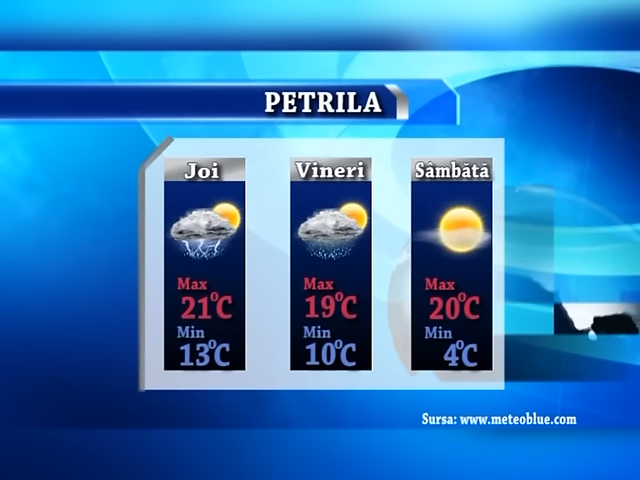 PETRILA
Joi
Max
21°C
Min
13°C
Vineri
Max
19°C
Min
10°C
Sâmbătă
Max
20°C
Min
4°C
Sursa: www.meteoblue.com